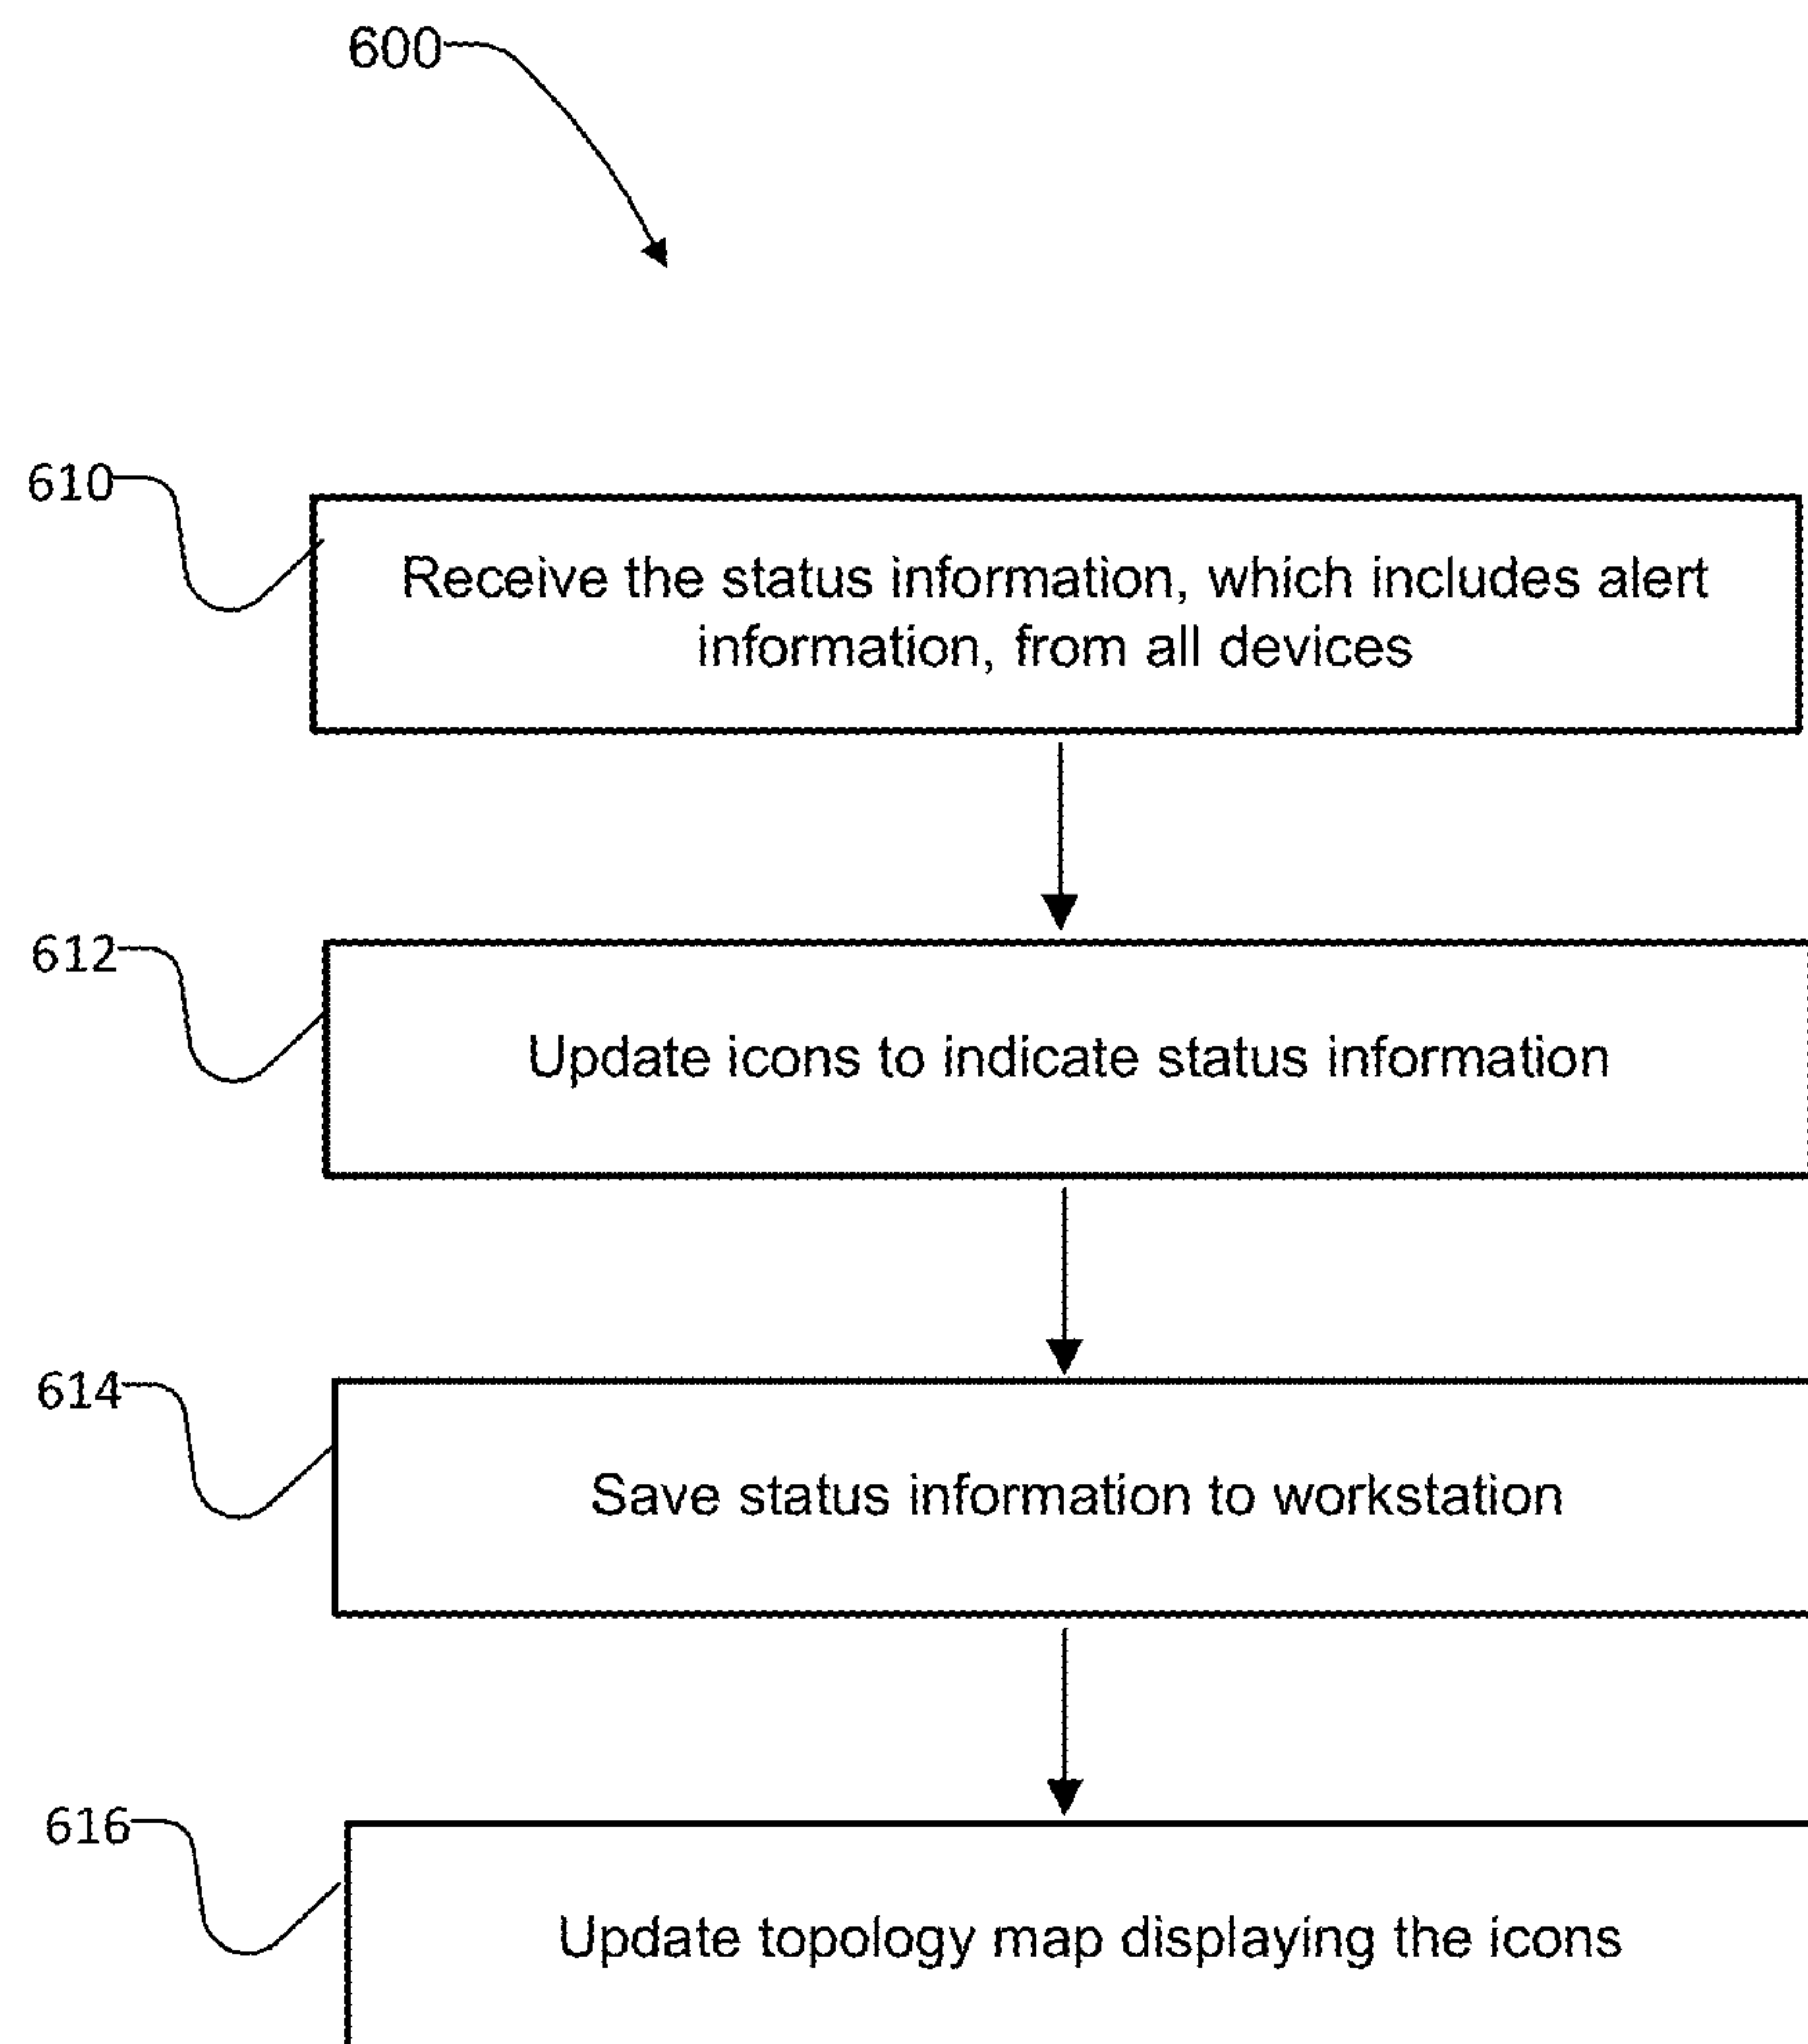 600
610
Receive the status information, which includes alert
information, from all devices
612
Update icons to indicate status information
614
Save status information to workstation
616
Update topology map displaying the icons